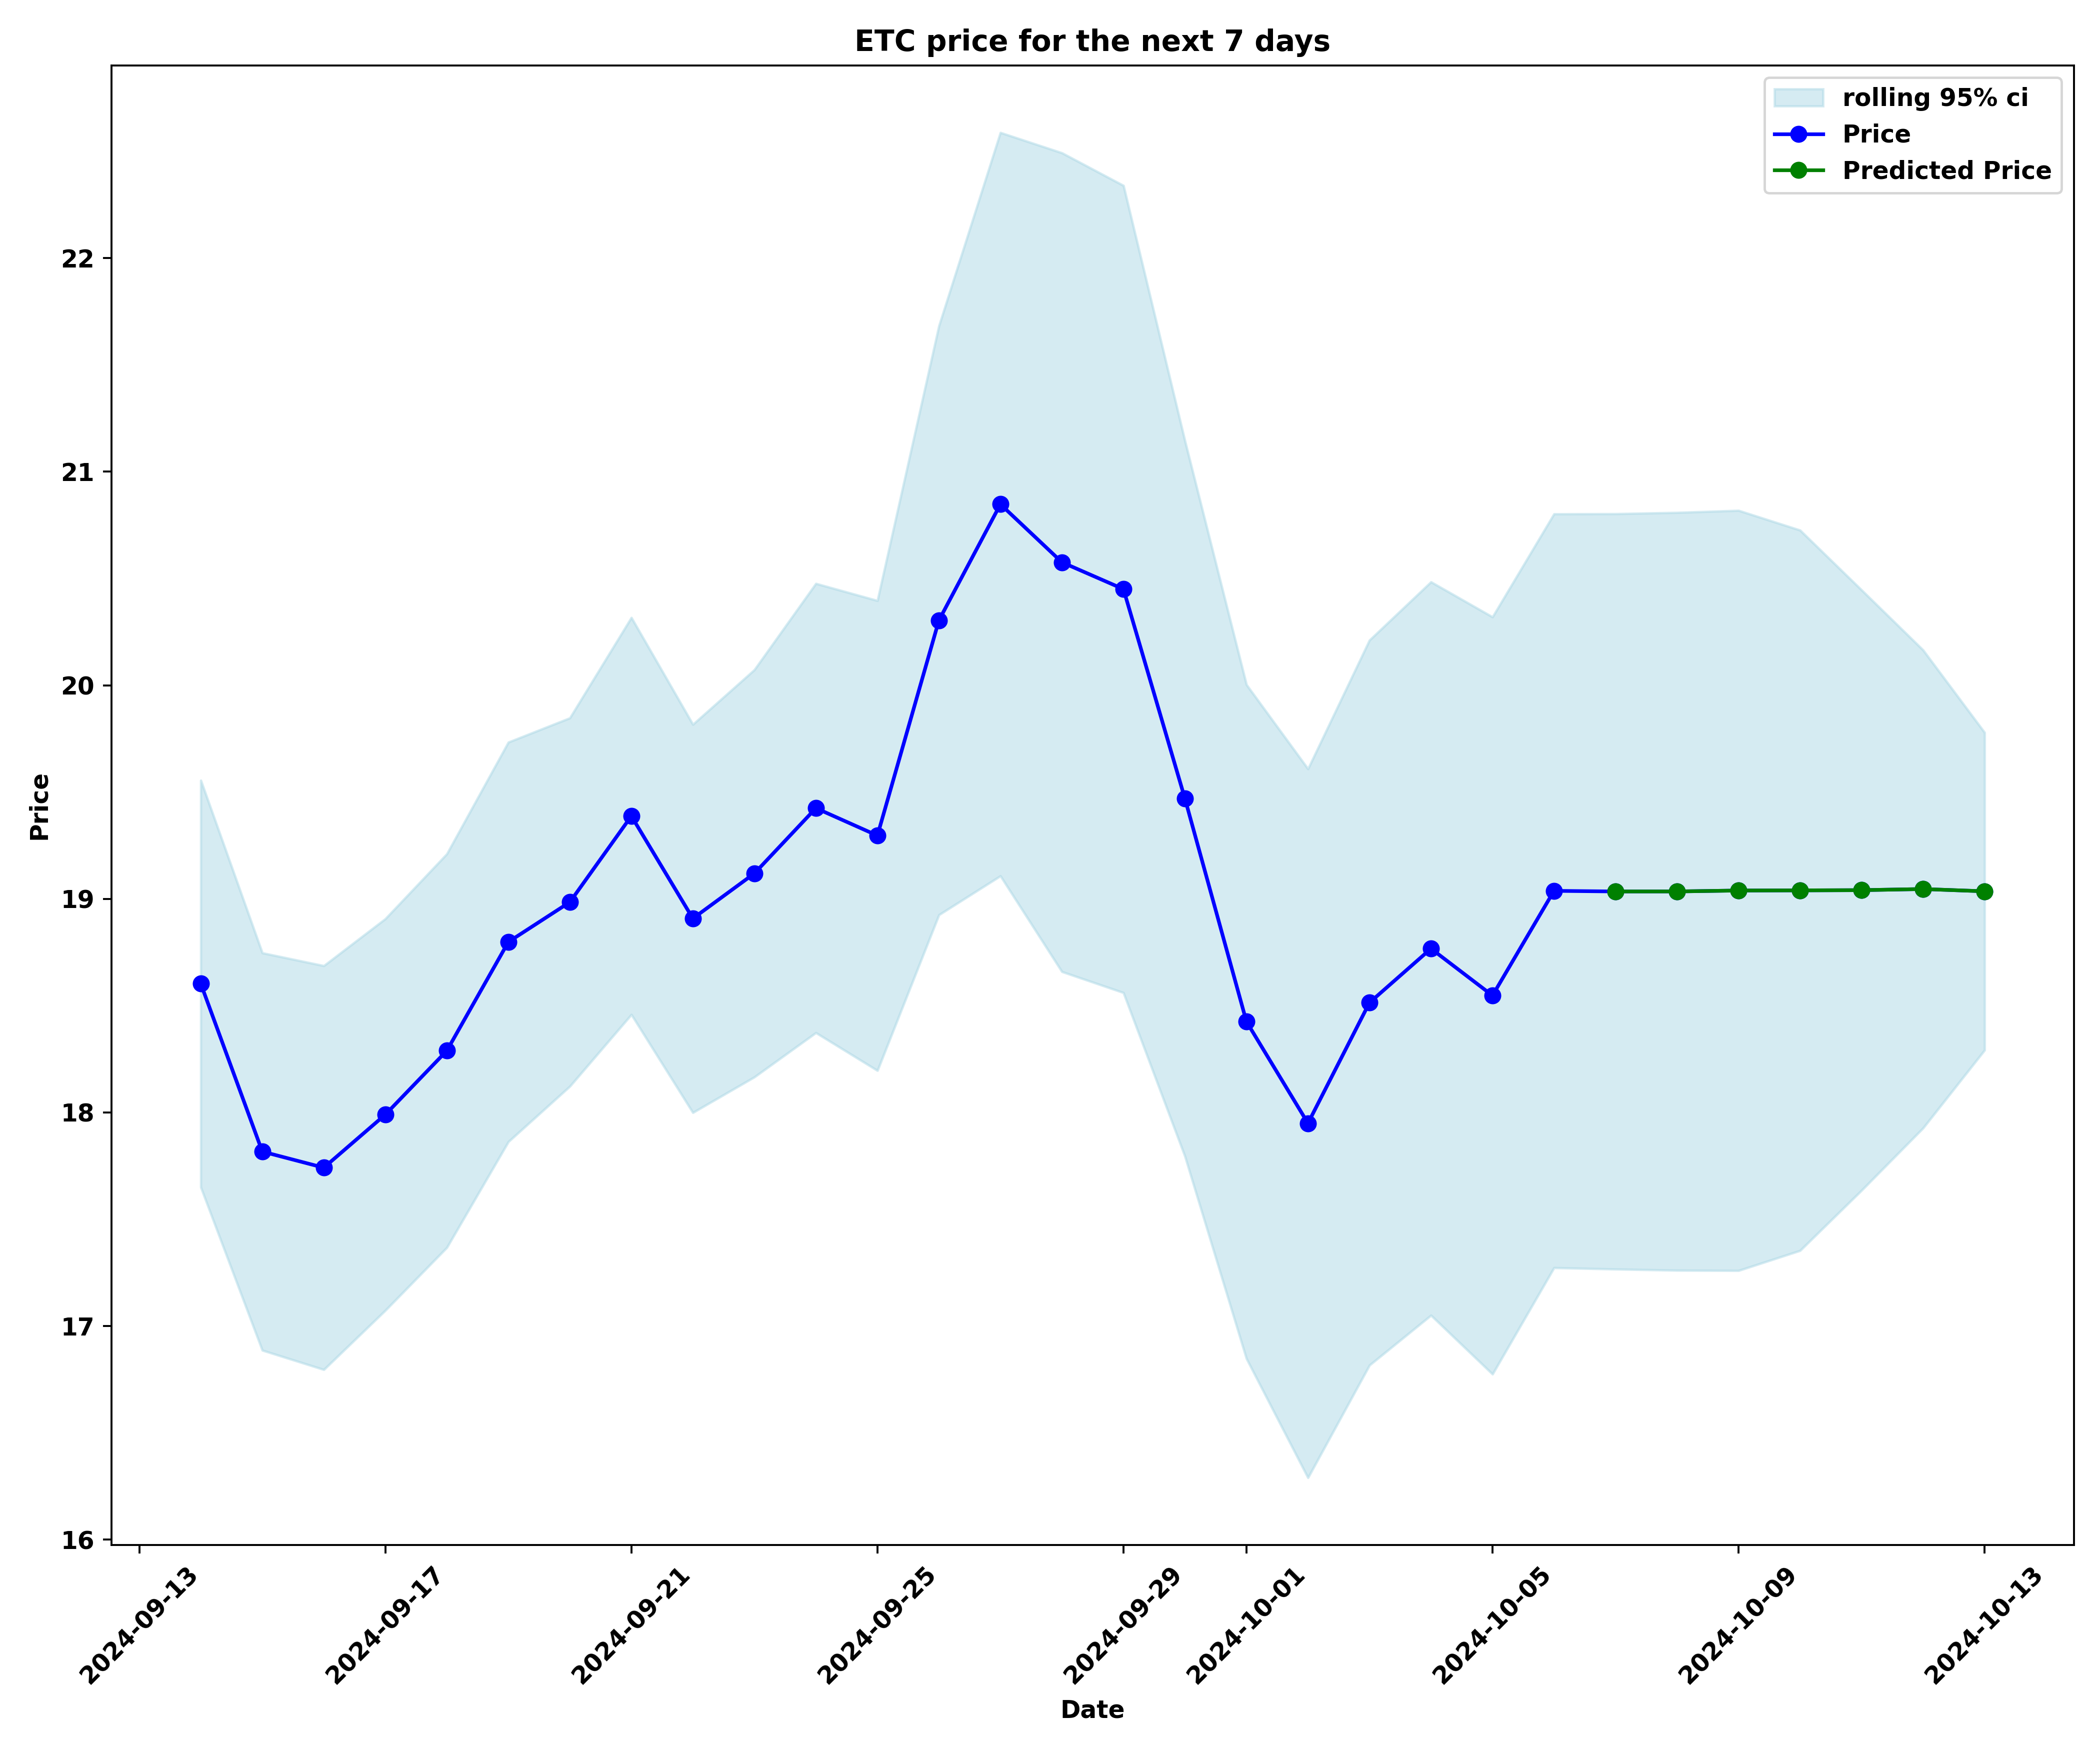 ETC price for the next 7 days
rolling 95% ci
Price
Predicted Price
22
21
20
19
18
17
16
Price
2024-09-13
2024-09-17
2024-09-21
2024-09-25
2024-09-29
2024-10-01
2024-10-05
2024-10-09
2024-10-13
Date